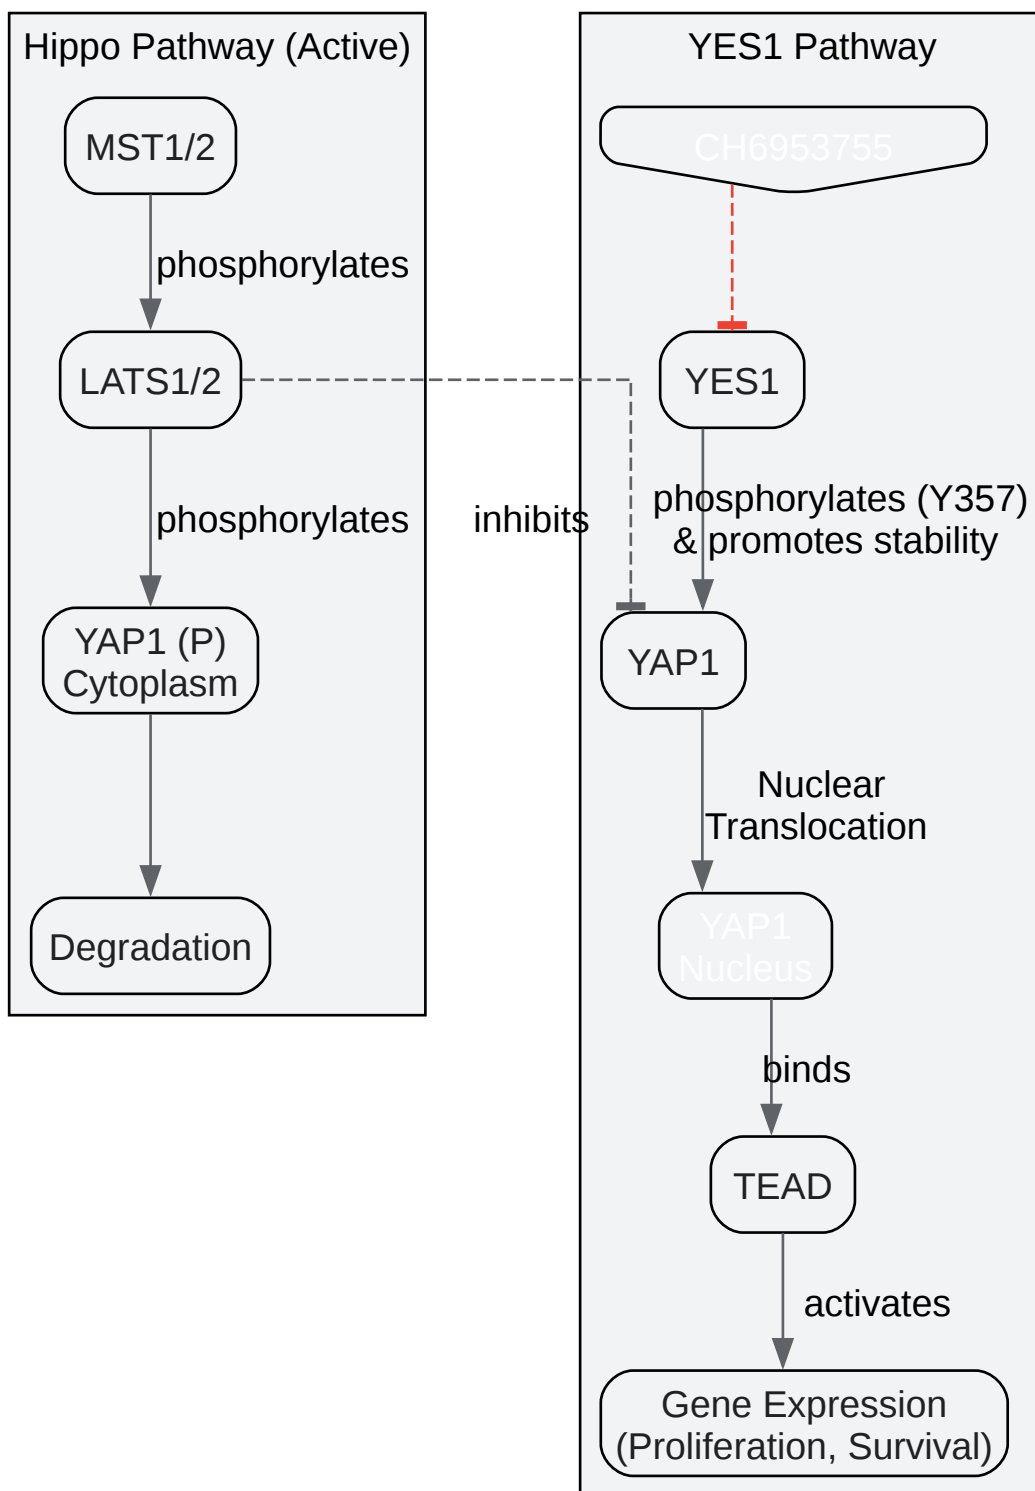 Hippo Pathway (Active)
MST1/2
phosphorylates
LATS1/2
phosphorylates
YAP1 (P)
Cytoplasm
Degradation
inhibits
YES1 Pathway
CH6953755
YES1
phosphorylates (Y357)
& promotes stability
YAP1
Nuclear
Translocation
YAP1
Nucleus
binds
TEAD
activates
Gene Expression
(Proliferation, Survival)